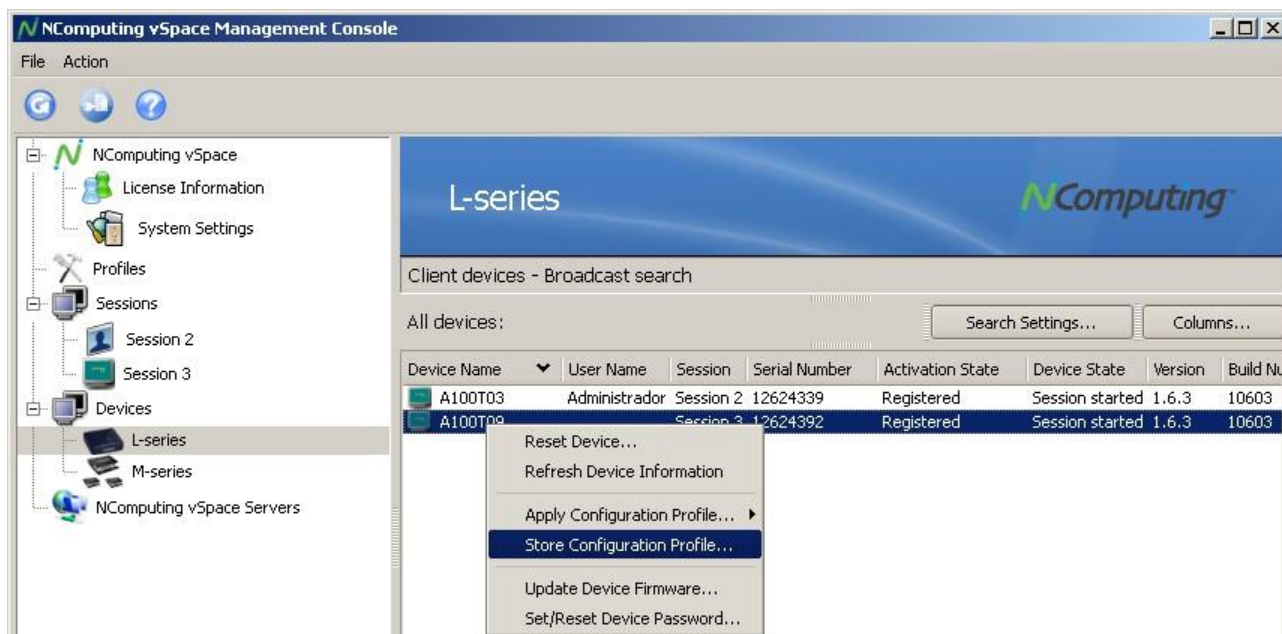 NComputing vSpace Management Console
File Action
NComputing vSpace
License Information
System Settings
Profiles
Sessions
Session 2
Session 3
Devices
L-series
M-series
NComputing vSpace Servers
L-series
NComputing
Client devices - Broadcast search
All devices:
Search Settings...
Columns...
Device Name User Name Session Serial Number Activation State Device State Version Build Nu
A100T03 Administrador Session 2 12624339 Registered Session started 1.6.3 10603
A100T09 Session 3 12624392 Registered Session started 1.6.3 10603
Reset Device...
Refresh Device Information
Apply Configuration Profile...
Store Configuration Profile...
Update Device Firmware...
Set/Reset Device Password...